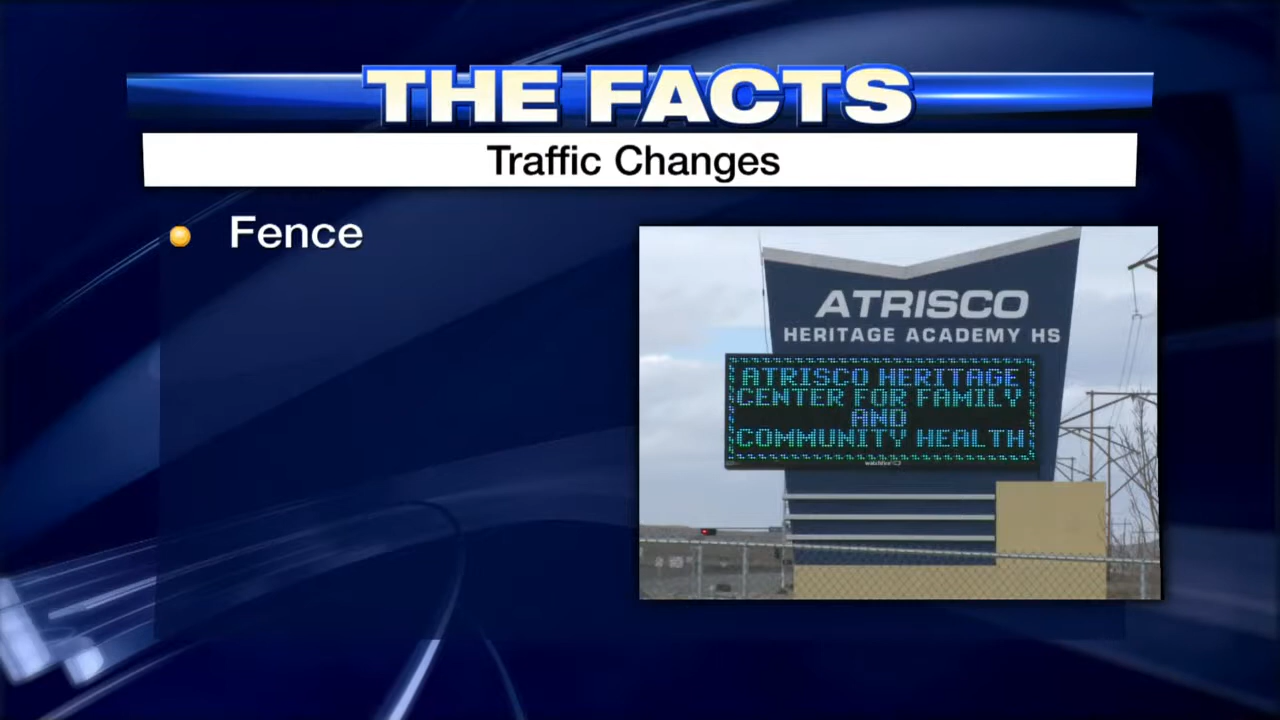 THE FACTS
Traffic Changes
Fence
ATRISCO
HERITAGE ACADEMY HS
ATRISCO HERITAGE
CENTER FOR FAMILY
AND
COMMUNITY HEALTH